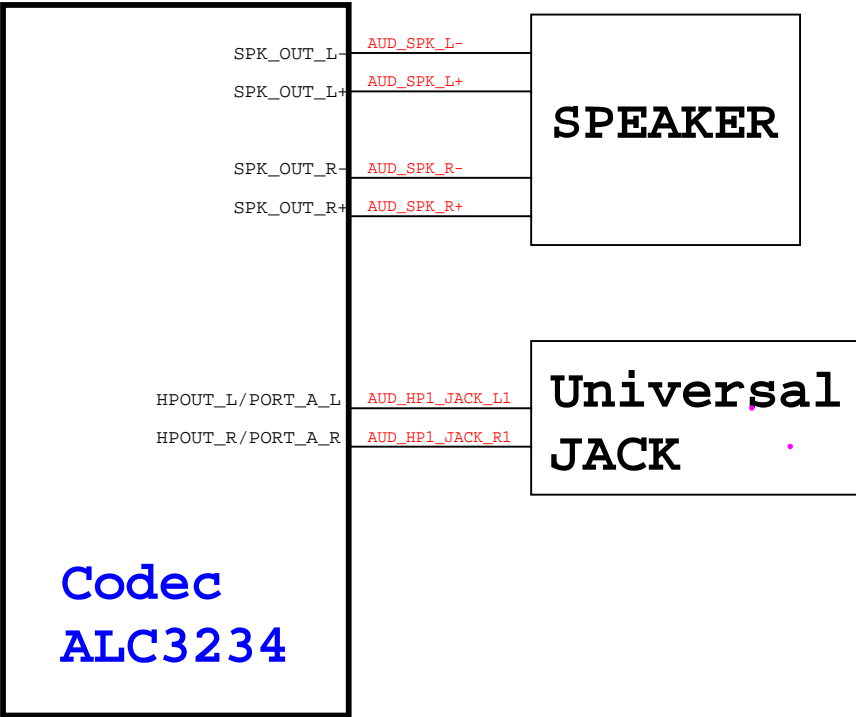 SPK_OUT_L- AUD_SPK_L-
SPK_OUT_L+ AUD_SPK_L+
SPEAKER
SPK_OUT_R- AUD_SPK_R-
SPK_OUT_R+ AUD_SPK_R+
HPOUT_L/PORT_A_L AUD_HP1_JACK_L1
HPOUT_R/PORT_A_R AUD_HP1_JACK_R1
Universal
JACK
Codec
ALC3234